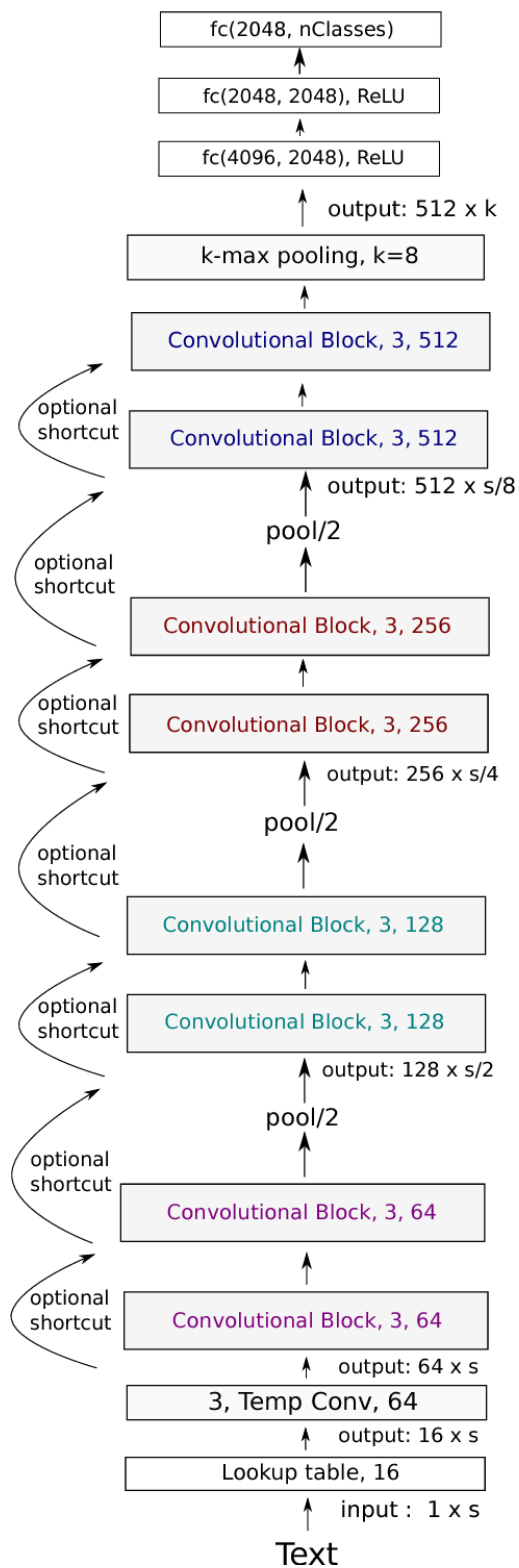 fc(2048, nClasses)
fc(2048, 2048), ReLU
fc(4096, 2048), ReLU
output: 512 x k
k-max pooling, k=8
Convolutional Block, 3, 512
optional
shortcut
Convolutional Block, 3, 512
output: 512 x s/8
pool/2
optional
shortcut
Convolutional Block, 3, 256
optional
shortcut
Convolutional Block, 3, 256
output: 256 x s/4
pool/2
optional
shortcut
Convolutional Block, 3, 128
optional
shortcut
Convolutional Block, 3, 128
output: 128 x s/2
pool/2
optional
shortcut
Convolutional Block, 3, 64
optional
shortcut
Convolutional Block, 3, 64
output: 64 x s
3, Temp Conv, 64
output: 16 x s
Lookup table, 16
input : 1 x s
Text